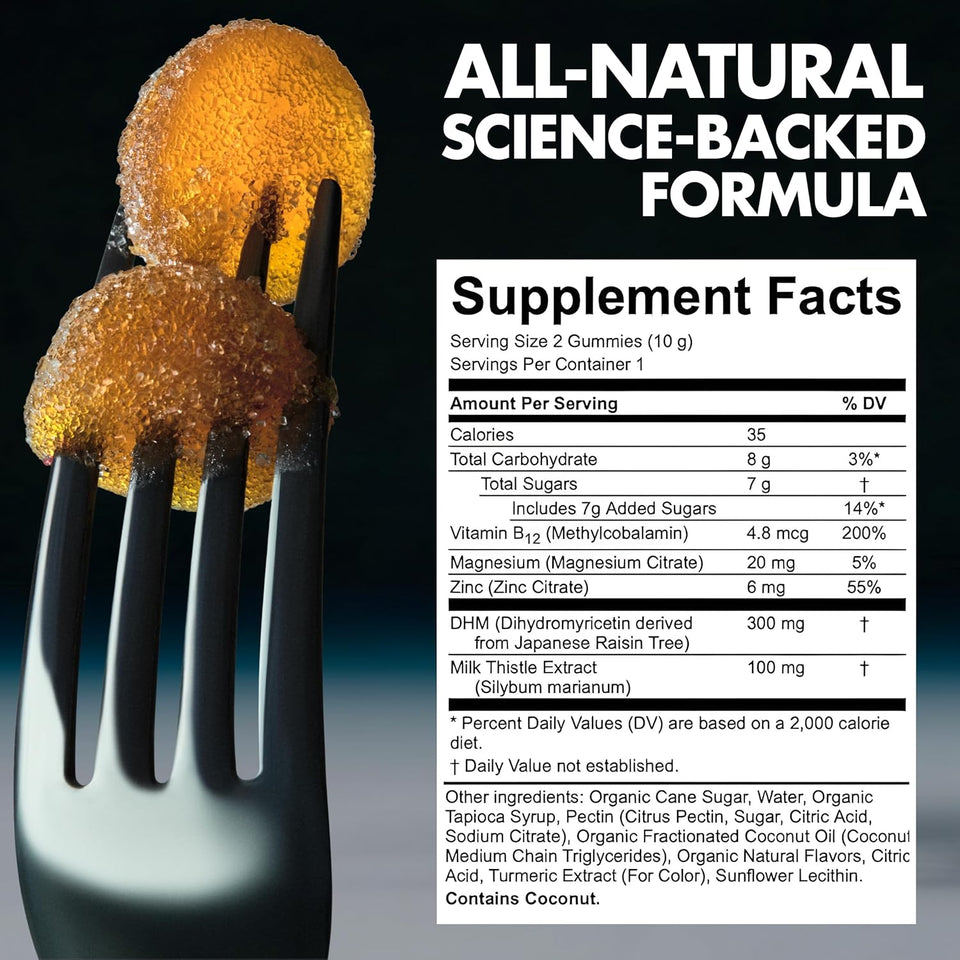 ALL-NATURAL
SCIENCE-BACKED
FORMULA
Supplement Facts
Serving Size 2 Gummies (10 g)
Servings Per Container 1
Amount Per Serving % DV
Calories 35
Total Carbohydrate 8 g 3%*
Total Sugars 7 g †
Includes 7g Added Sugars 14%*
Vitamin B12 (Methylcobalamin) 4.8 mcg 200%
Magnesium (Magnesium Citrate) 20 mg 5%
Zinc (Zinc Citrate) 6 mg 55%
DHM (Dihydromyricetin derived 300 mg †
from Japanese Raisin Tree)
Milk Thistle Extract 100 mg †
(Silybum marianum)
* Percent Daily Values (DV) are based on a 2,000 calorie
diet.
† Daily Value not established.
Other ingredients: Organic Cane Sugar, Water, Organic
Tapioca Syrup, Pectin (Citrus Pectin, Sugar, Citric Acid,
Sodium Citrate), Organic Fractionated Coconut Oil (Coconut
Medium Chain Triglycerides), Organic Natural Flavors, Citric
Acid, Turmeric Extract (For Color), Sunflower Lecithin.
Contains Coconut.